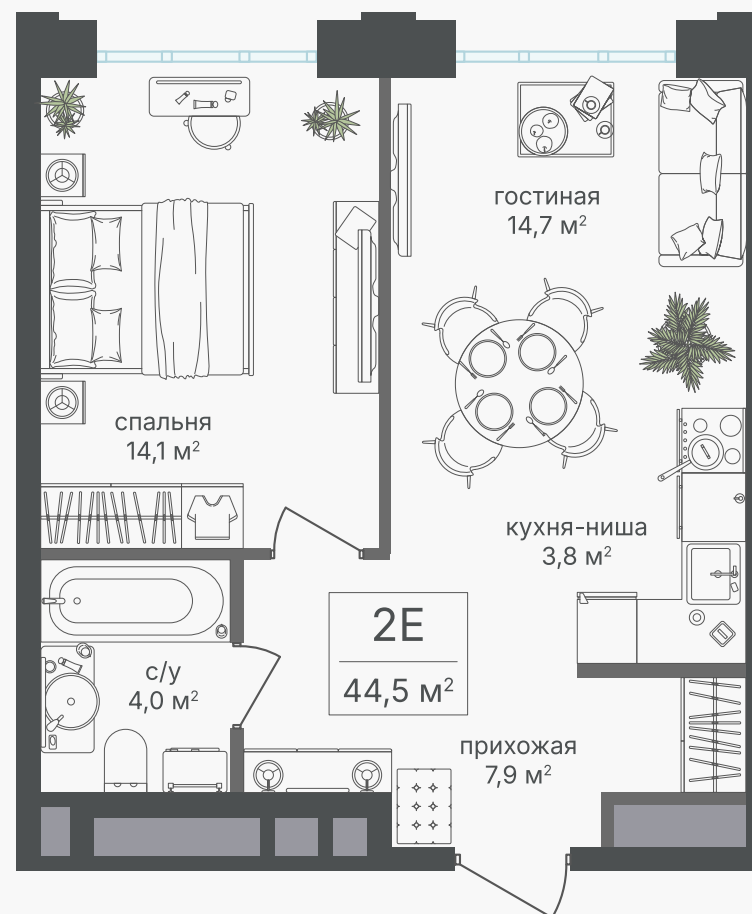 гостиная
14,7 м²
спальня
14,1 м²
кухня-ниша
3,8 м²
2Е
44,5 м²
с/у
4,0 м²
прихожая
7,9 м²